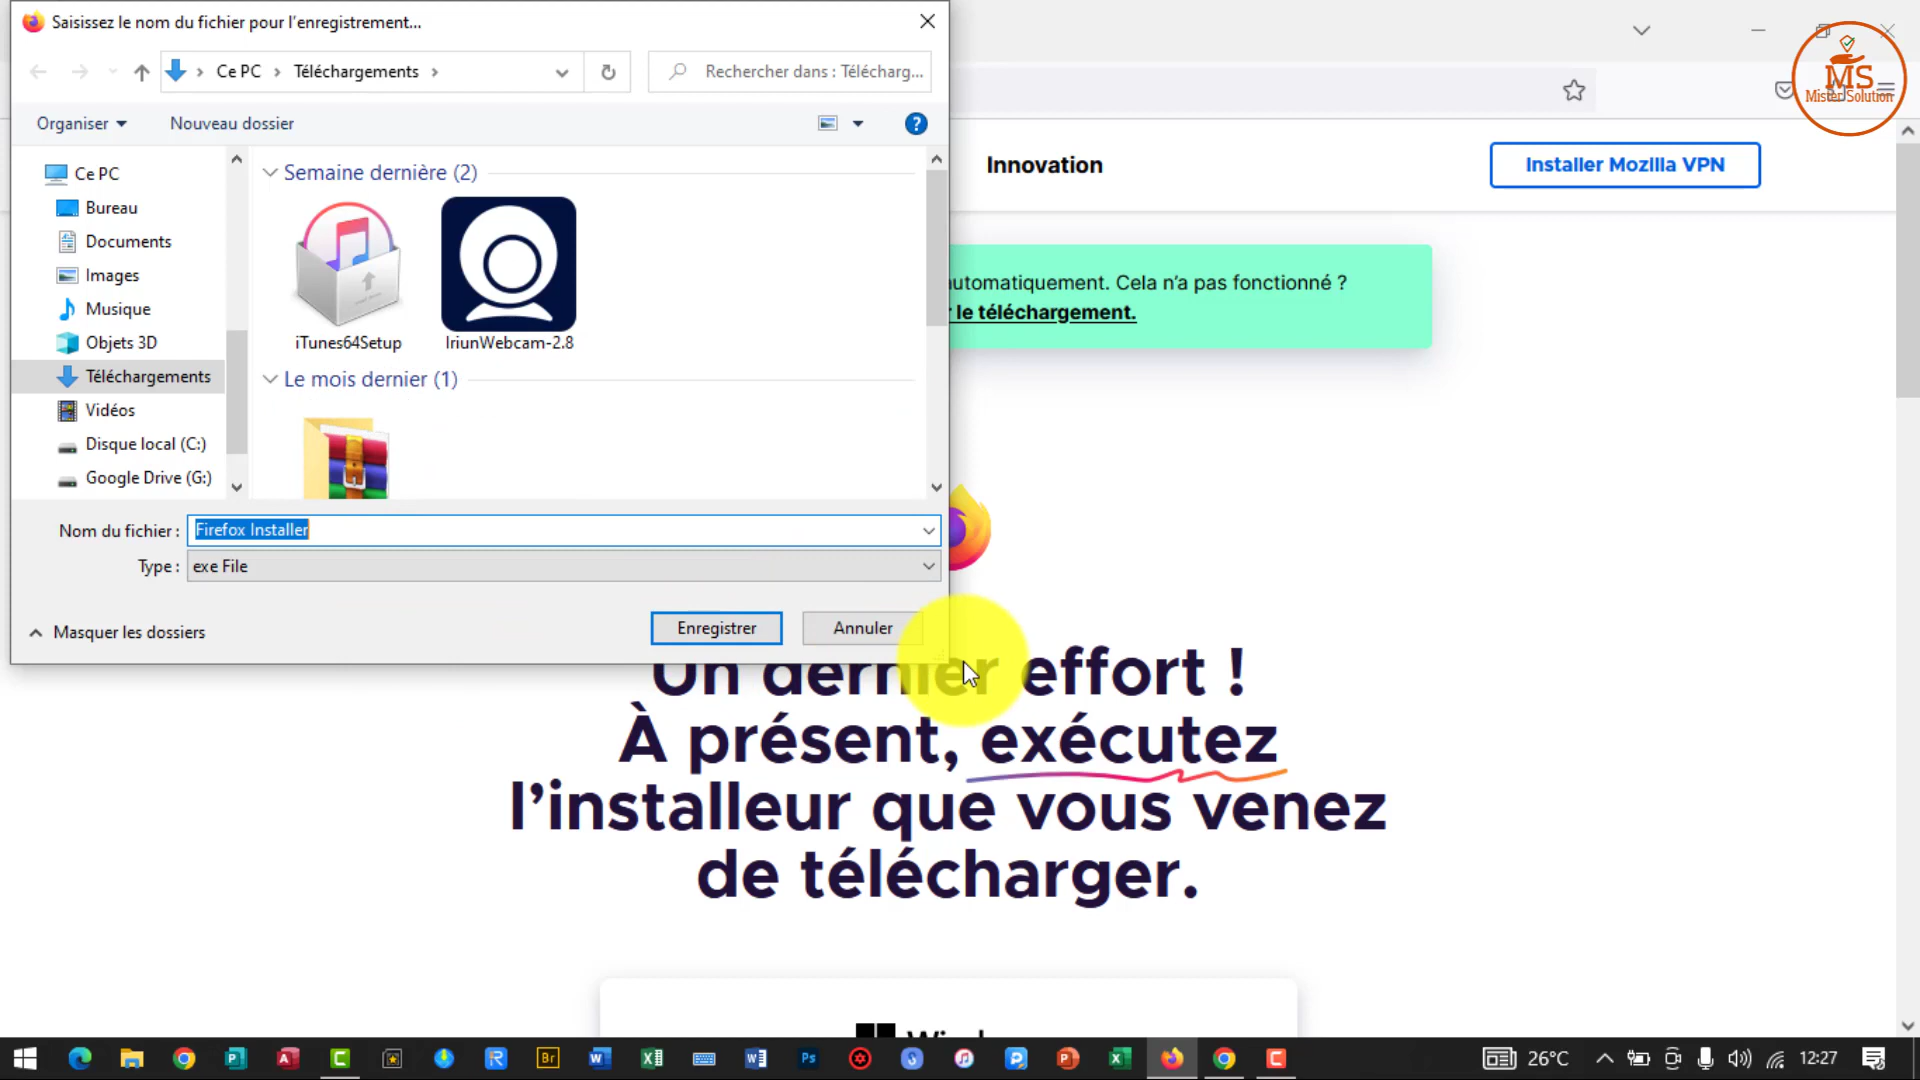 Saisissez le nom du fichier pour l'enregistrement...
Ce PC
Téléchargements
Rechercher dans : Télécharg...
MS
Mister Solution
Organiser
Nouveau dossier
Innovation
Installer Mozilla VPN
Ce PC
Bureau
Documents
Images
Musique
Objets 3D
Téléchargements
Vidéos
Disque local (C:)
Google Drive (G:)
Semaine dernière (2)
iTunes64Setup
IriunWebcam-2.8
Le mois dernier (1)
automatiquement. Cela n'a pas fonctionné ?
le téléchargement.
Nom du fichier :
Firefox Installer
Type :
exe File
Masquer les dossiers
Enregistrer
Annuler
Un dernier effort !
À présent, exécutez
l'installeur que vous venez
de télécharger.
26°C
12:27